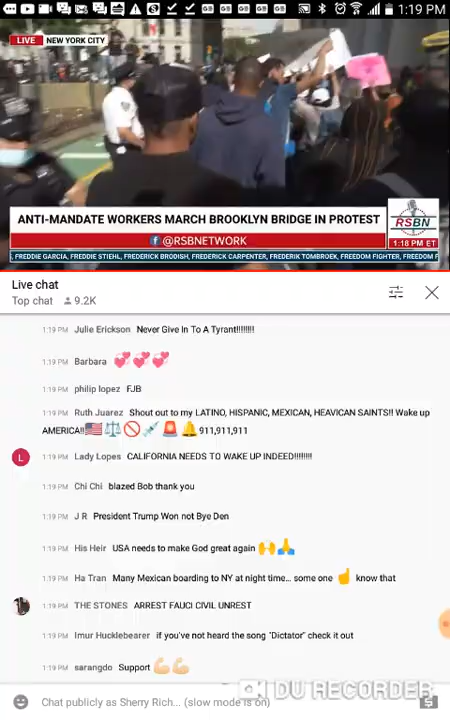 1:19 PM
LIVE NEW YORK CITY
ANTI-MANDATE WORKERS MARCH BROOKLYN BRIDGE IN PROTEST
RSBN
@RSBNETWORK
1:18 PM ET
, FREDDIE GARCIA, FREDDIE STIEHL, FREDERICK BRODISH, FREDERICK CARPENTER, FREDERIK TOMBROEK, FREEDOM FIGHTER, FREEDOM F
Live chat
Top chat 9.2K
1:19 PM Julie Erickson Never Give In To A Tyrant!!!!!!!!
1:19 PM Barbara 💞💞💞
1:19 PM philip lopez FJB
1:19 PM Ruth Juarez Shout out to my LATINO, HISPANIC, MEXICAN, HEAVICAN SAINTS!! Wake up
AMERICA!!🇺🇸⚖️🚫💉🚨🔔911,911,911
L 1:19 PM Lady Lopes CALIFORNIA NEEDS TO WAKE UP INDEED!!!!!!!!
1:19 PM Chi Chi blazed Bob thank you
1:19 PM J R President Trump Won not Bye Den
1:19 PM His Heir USA needs to make God great again 🙌🙏
1:19 PM Ha Tran Many Mexican boarding to NY at night time... some one ☝ know that
1:19 PM THE STONES ARREST FAUCI CIVIL UNREST
1:19 PM Imur Hucklebearer if you've not heard the song "Dictator" check it out
1:19 PM sarangdo Support 💪🏻💪🏻
Chat publicly as Sherry Rich... (slow mode is on)
DU RECORDER